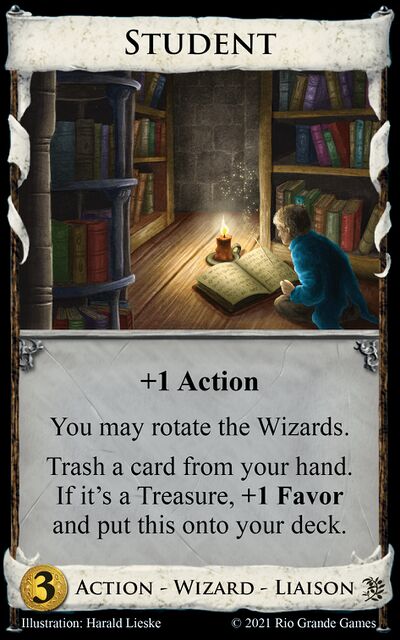 STUDENT
+1 Action
You may rotate the Wizards.
Trash a card from your hand.
If it's a Treasure, +1 Favor
and put this onto your deck.
3 ACTION - WIZARD - LIAISON
Illustration: Harald Lieske © 2021 Rio Grande Games